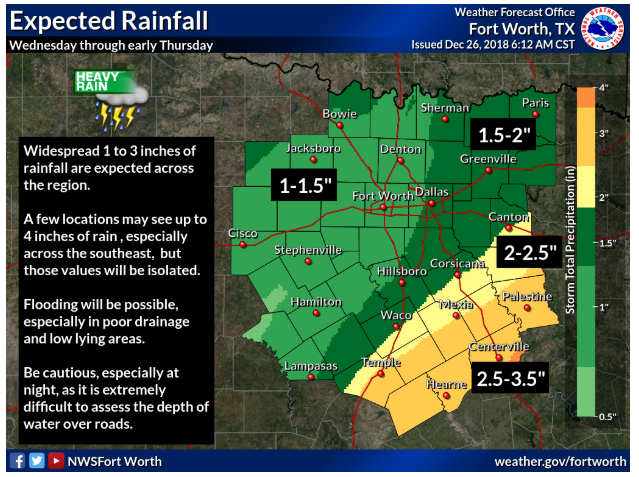 Expected Rainfall
Wednesday through early Thursday
Weather Forecast Office
Fort Worth, TX
Issued Dec 26, 2018 6:12 AM CST
HEAVY
RAIN
Widespread 1 to 3 inches of
rainfall are expected across
the region.
A few locations may see up to
4 inches of rain , especially
across the southeast, but
those values will be isolated.
Flooding will be possible,
especially in poor drainage
and low lying areas.
Be cautious, especially at
night, as it is extremely
difficult to assess the depth of
water over roads.
Bowie
Sherman
Paris
1.5-2"
Jacksboro
Denton
Greenville
1-1.5"
Fort Worth
Dallas
Canton
Cisco
Stephenville
2-2.5"
Hillsboro
Corsicana
Hamilton
Mexia
Palestine
Waco
Centerville
Lampasas
Temple
Hearne
2.5-3.5"
Storm Total Precipitation (in)
4"
3"
2"
1.5"
1"
0.5"
NWSFort Worth
weather.gov/fortworth